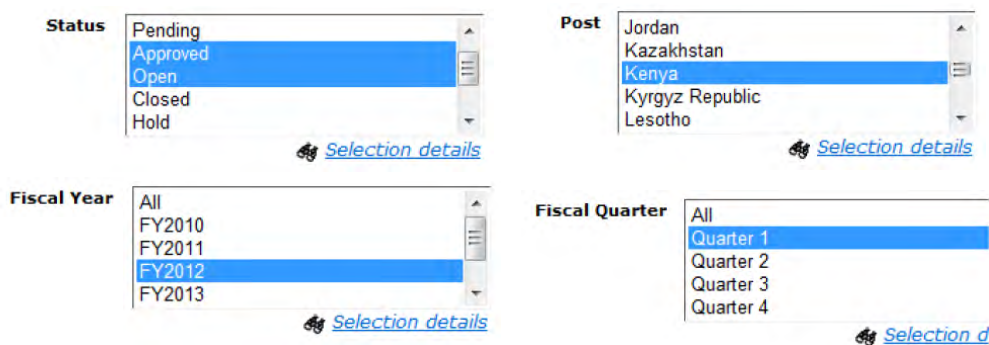 Status
Pending
Approved
Open
Closed
Hold
Selection details
Post
Jordan
Kazakhstan
Kenya
Kyrgyz Republic
Lesotho
Selection details
Fiscal Year
All
FY2010
FY2011
FY2012
FY2013
Selection details
Fiscal Quarter
All
Quarter 1
Quarter 2
Quarter 3
Quarter 4
Selection d